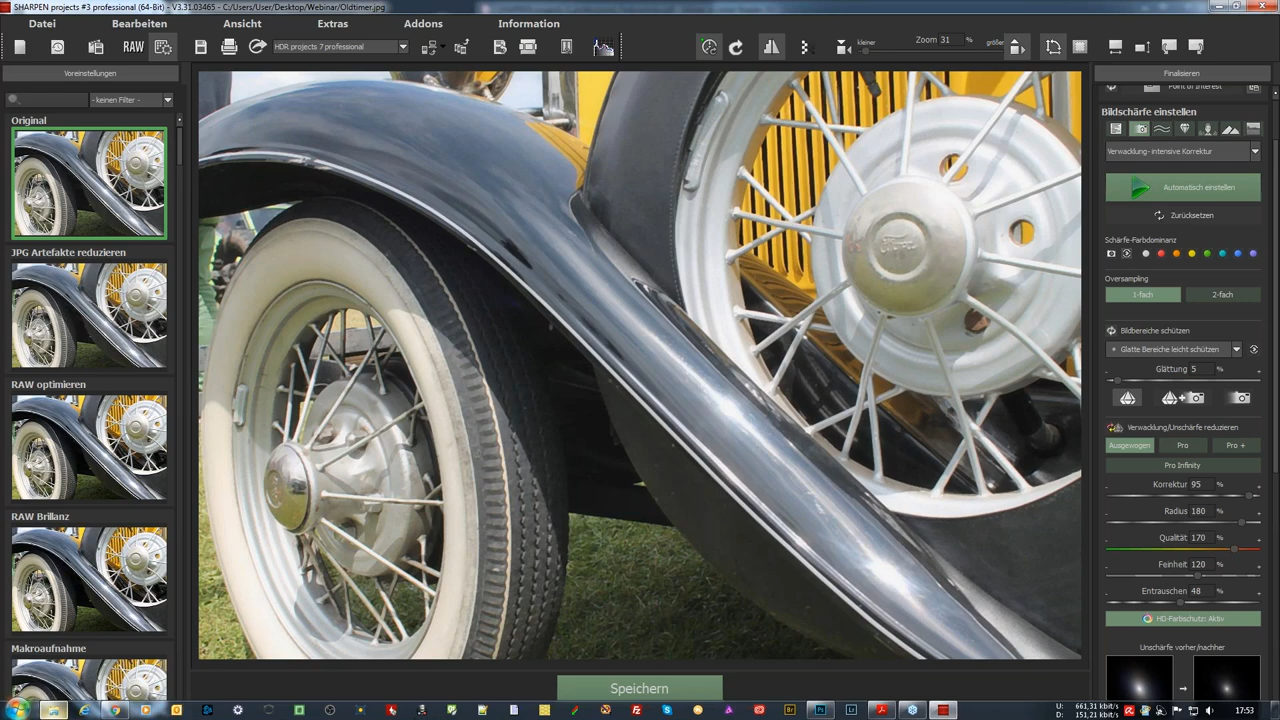 SHARPEN projects #3 professional (64-Bit) - V3.31.03465 - C:/Users/User/Desktop/Webinar/Oldtimer.jpg
Datei Bearbeiten Ansicht Extras Addons Information
RAW HDR projects 7 professional kleiner Zoom 31 % größer
Voreinstellungen
- keinen Filter -
Original
JPG Artefakte reduzieren
RAW optimieren
RAW Brillanz
Makroaufnahme
Ford
Speichern
Finalisieren
Point of Interest
Bildschärfe einstellen
Verwacklung- intensive Korrektur
Automatisch einstellen
Zurücksetzen
Schärfe-Farbdominanz
Oversampling
1-fach 2-fach
Bildbereiche schützen
+ Glatte Bereiche leicht schützen
Glättung 5 %
Verwacklung/Unschärfe reduzieren
Ausgewogen Pro Pro +
Pro Infinity
Korrektur 95 %
Radius 180 %
Qualität 170 %
Feinheit 120 %
Entrauschen 48 %
HD-Farbschutz: Aktiv
Unschärfe vorher/nachher
U: 661,31 kbit/s
D: 151,21 kbit/s
17:53